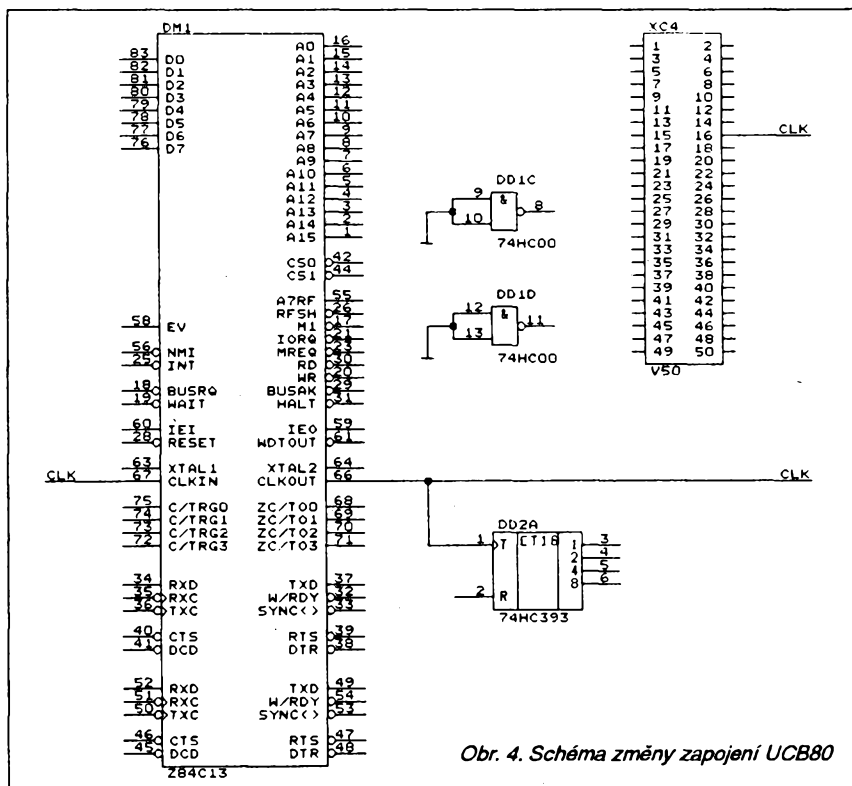 DM1
83 D0 A0 16
82 D1 A1 15
81 D2 A2 14
80 D3 A3 13
79 D4 A4 12
78 D5 A5 11
77 D6 A6 10
76 D7 A7 9
A8 8
A9 7
A10 6
A11 5
A12 4
A13 3
A14 2
A15 1
CS0 42
CS1 44
A7RF 55
RFSH 26
58 EV M1 17
IORQ 21
56 NMI MREQ 23
25 INT RD 30
WR 20
18 BUSRQ BUSAK 29
19 WAIT HALT 31
60 IEI IEO 59
28 RESET WDTOUT 61
63 XTAL1 XTAL2 64
CLK 67 CLKIN CLKOUT 66 CLK
75 C/TRG0 ZC/TO0 68
74 C/TRG1 ZC/TO1 69
73 C/TRG2 ZC/TO2 70
72 C/TRG3 ZC/TO3 71
34 RXD TXD 37
35 RXC W/RDY 32
36 TXC SYNC<> 33
40 CTS RTS 39
41 DCD DTR 38
52 RXD TXD 49
51 RXC W/RDY 54
50 TXC SYNC<> 53
46 CTS RTS 47
45 DCD DTR 48
Z84C13
DD1C
9 & 8
10
74HC00
DD1D
12 & 11
13
74HC00
DD2A
1 T CT16 1 3
2 4
4 5
2 R 8 6
74HC393
XC4
1 2
3 4
5 6
7 8
9 10
11 12
13 14
15 16 CLK
17 18
19 20
21 22
23 24
25 26
27 28
29 30
31 32
33 34
35 36
37 38
39 40
41 42
43 44
45 46
47 48
49 50
V50
Obr. 4. Schéma změny zapojení UCB80